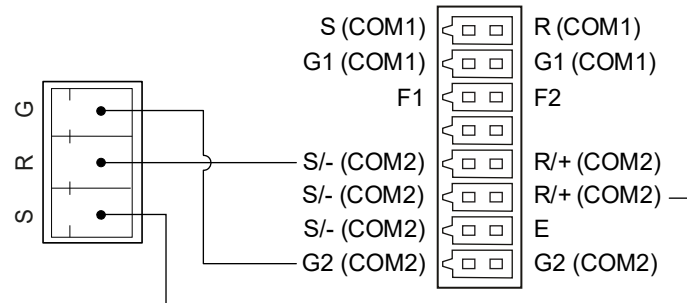 S (COM1) R (COM1)
G1 (COM1) G1 (COM1)
F1 F2
G
R
S
S/- (COM2) R/+ (COM2)
S/- (COM2) R/+ (COM2)
S/- (COM2) E
G2 (COM2) G2 (COM2)